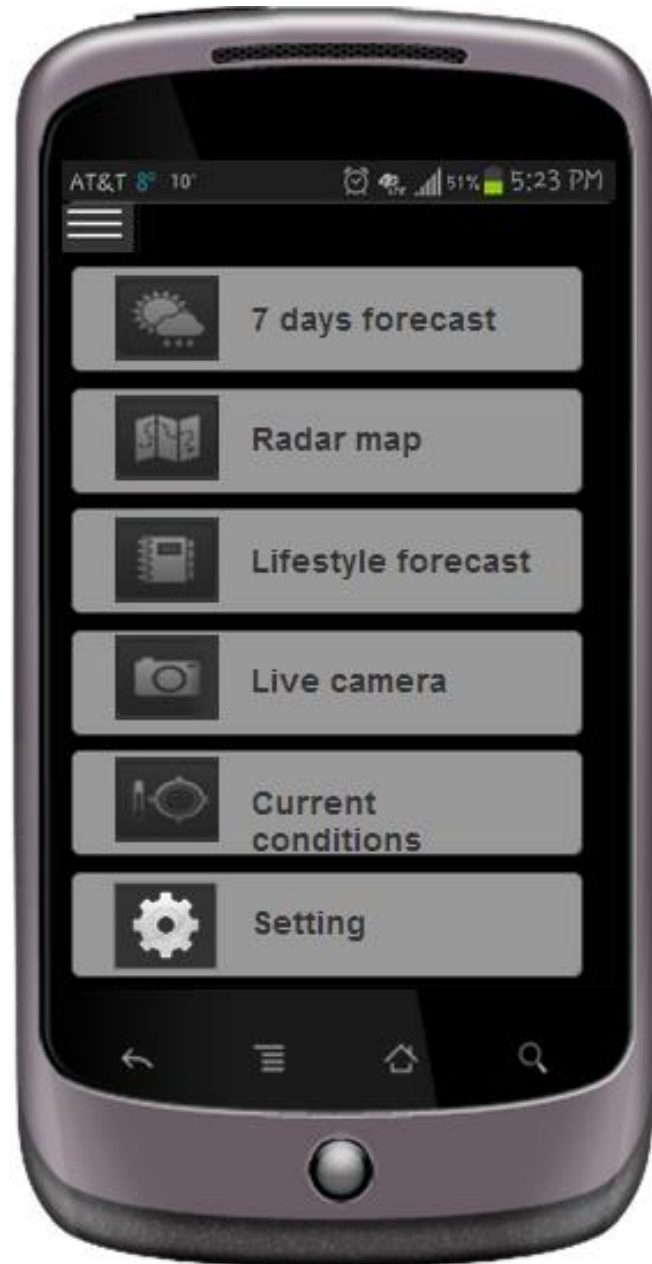 AT&T 8° 10° 51% 5:23 PM
7 days forecast
Radar map
Lifestyle forecast
Live camera
Current
conditions
Setting